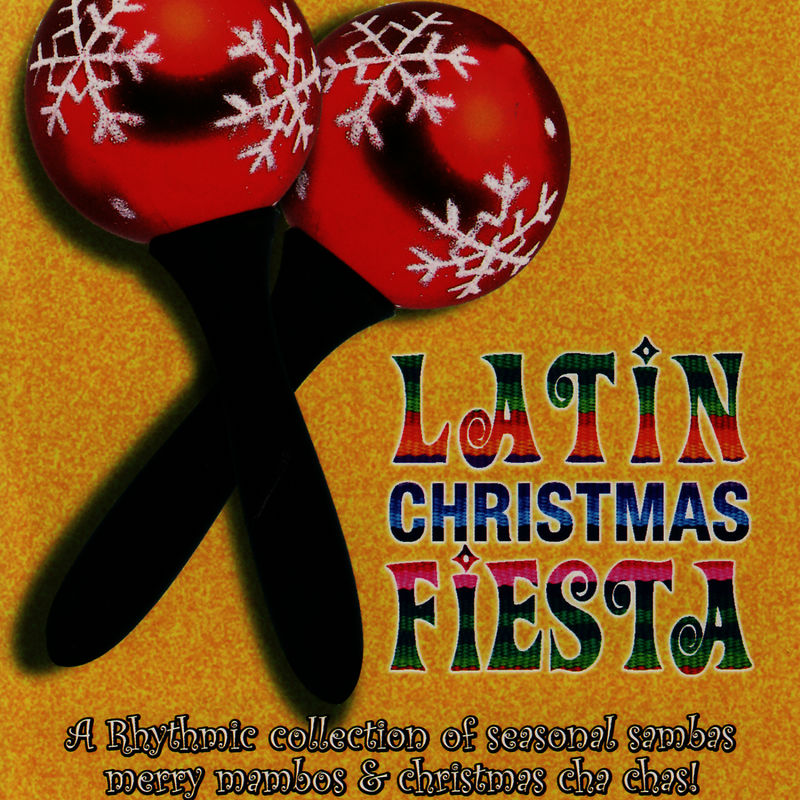 LATIN
CHRISTMAS
FIESTA
A Rhythmic collection of seasonal sambas
merry mambos & christmas cha chas!